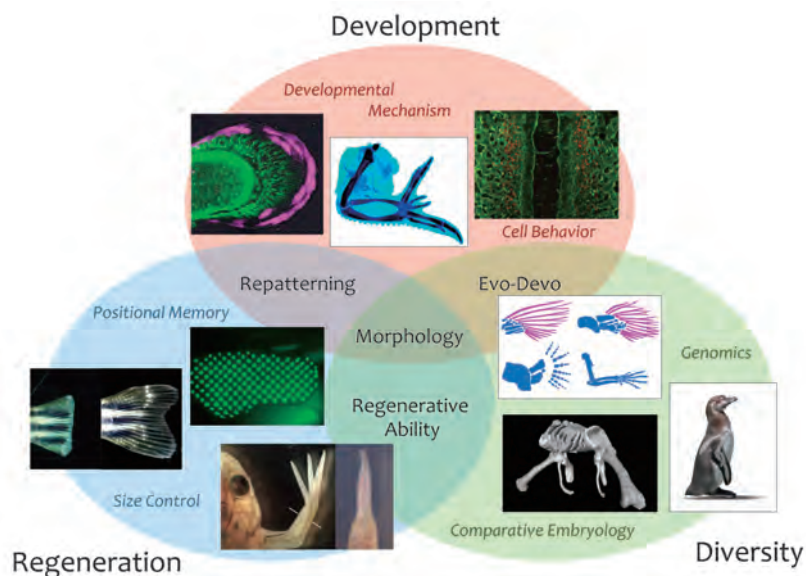 Development
Developmental
Mechanism
Cell Behavior
Repatterning
Evo-Devo
Positional Memory
Morphology
Genomics
Regenerative
Ability
Size Control
Comparative Embryology
Regeneration
Diversity